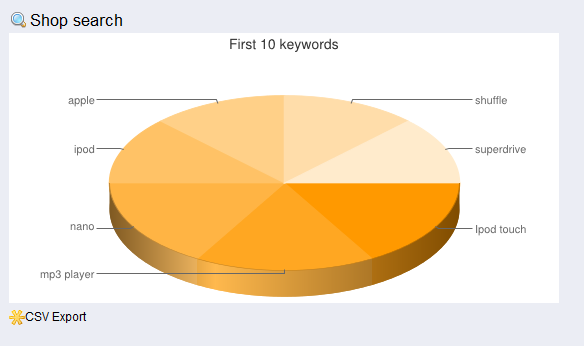 Shop search
First 10 keywords
apple
shuffle
ipod
superdrive
nano
Ipod touch
mp3 player
CSV Export